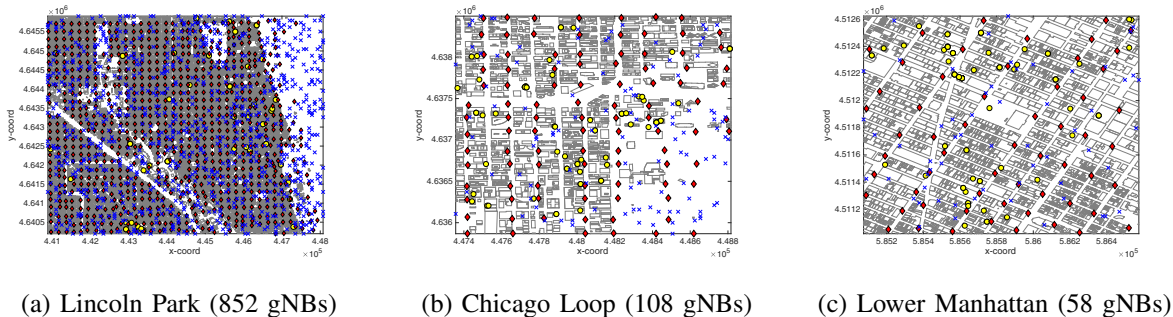 ×10⁶
4.6455
4.645
4.6445
4.644
4.6435
4.643
4.6425
4.642
4.6415
4.641
4.6405
y-coord
4.41 4.42 4.43 4.44 4.45 4.46 4.47 4.48
x-coord
×10⁵
×10⁶
4.638
4.6375
4.637
4.6365
4.636
y-coord
4.474 4.476 4.478 4.48 4.482 4.484 4.486 4.488
x-coord
×10⁵
×10⁶
4.5126
4.5124
4.5122
4.512
4.5118
4.5116
4.5114
4.5112
y-coord
5.852 5.854 5.856 5.858 5.86 5.862 5.864
x-coord
×10⁵
(a) Lincoln Park (852 gNBs)
(b) Chicago Loop (108 gNBs)
(c) Lower Manhattan (58 gNBs)